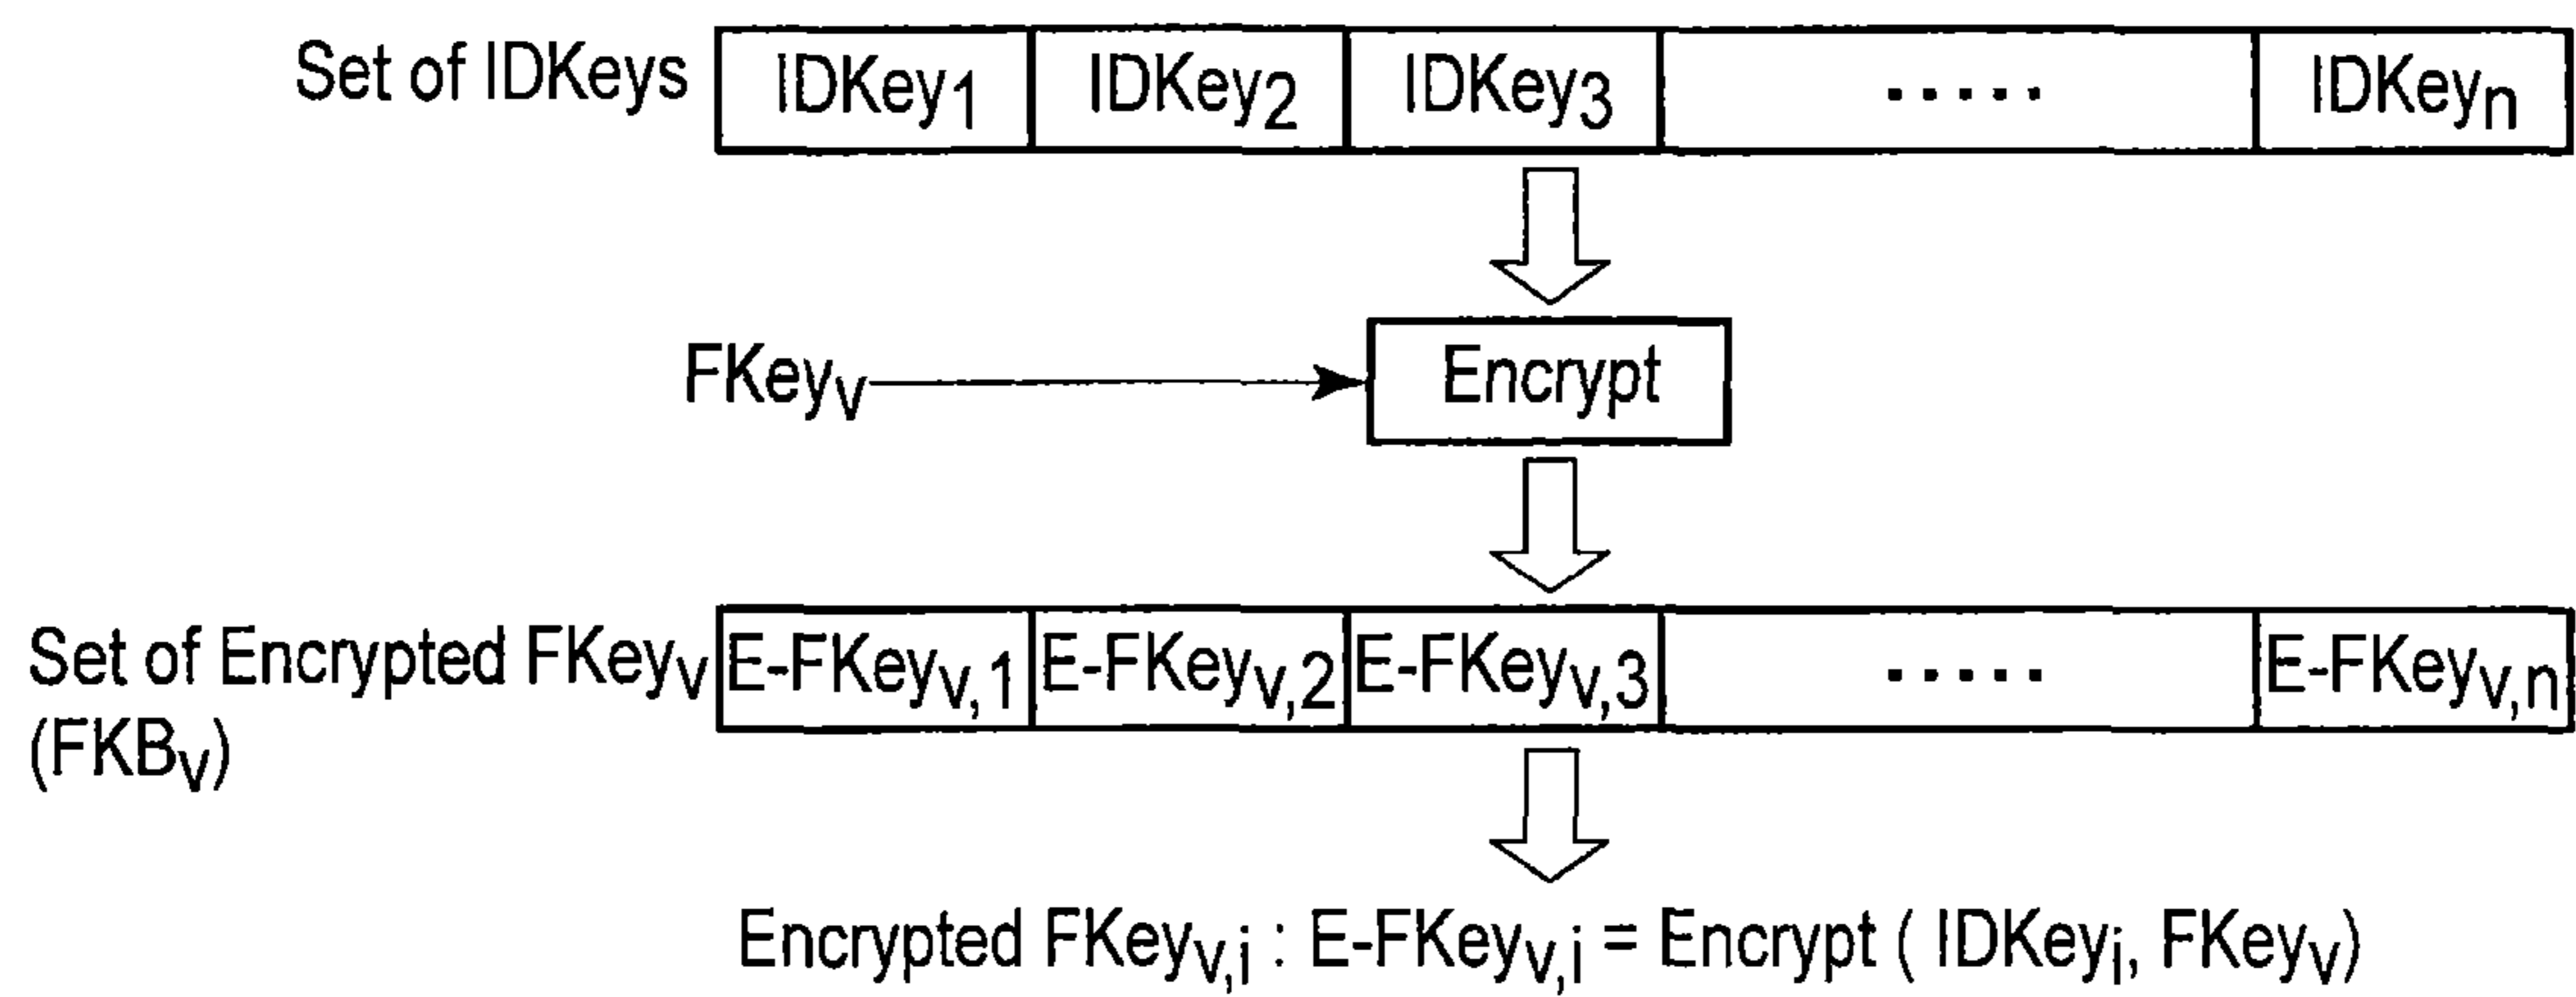 Set of IDKeys IDKey1 IDKey2 IDKey3 ..... IDKeyn
FKeyv Encrypt
Set of Encrypted FKeyv E-FKeyv,1 E-FKeyv,2 E-FKeyv,3 ..... E-FKeyv,n
(FKBv)
Encrypted FKeyv,i : E-FKeyv,i = Encrypt ( IDKeyi, FKeyv)